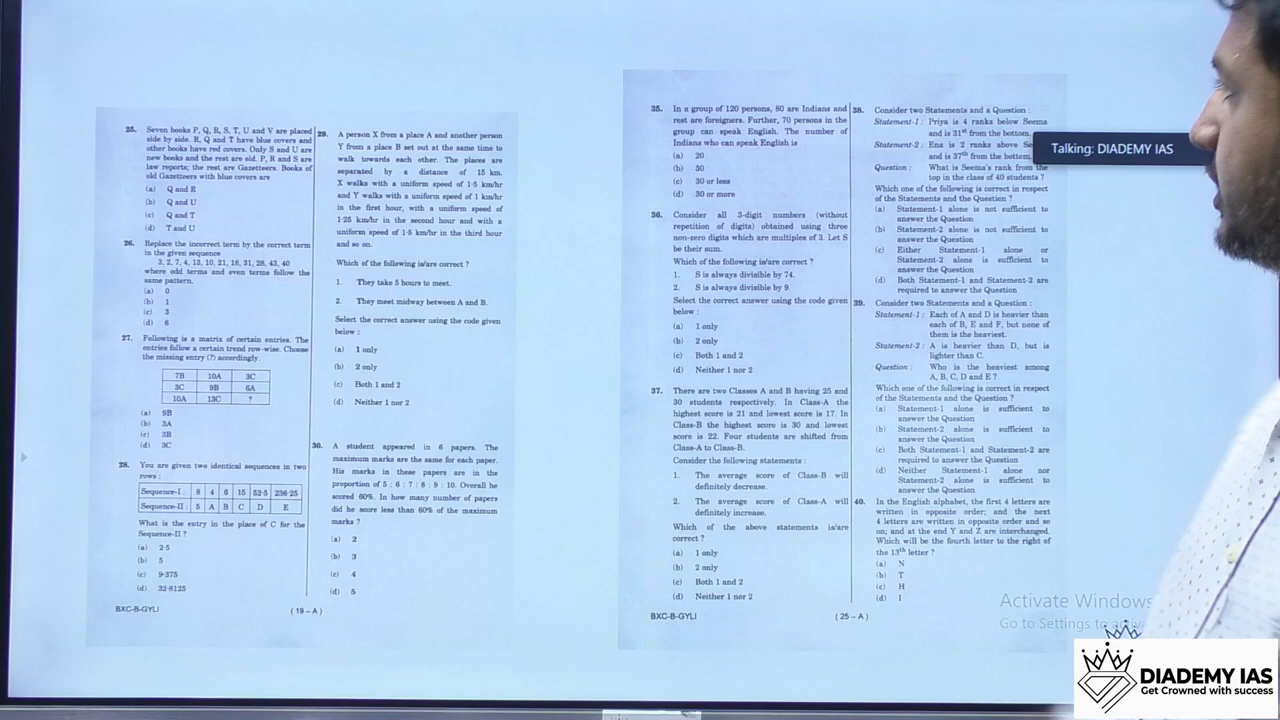 25. Seven books P, Q, R, S, T, U and V are placed
side by side. R, Q and T have blue covers and
other books have red covers. Only S and U are
new books and the rest are old. P, R and S are
law reports; the rest are Gazetteers. Books of
old Gazetteers with blue covers are
(a) Q and R
(b) Q and U
(c) Q and T
(d) T and U
26. Replace the incorrect term by the correct term
in the given sequence
3, 2, 7, 4, 13, 10, 21, 18, 31, 28, 43, 40
where odd terms and even terms follow the
same pattern.
(a) 0
(b) 1
(c) 3
(d) 6
27. Following is a matrix of certain entries. The
entries follow a certain trend row-wise. Choose
the missing entry (?) accordingly.
7B 10A 3C
3C 9B 6A
10A 13C ?
(a) 9B
(b) 3A
(c) 2B
(d) 3C
28. You are given two identical sequences in two
rows :
Sequence-I : 8 4 6 15 52·5 236·25
Sequence-II : 5 A B C D E
What is the entry in the place of C for the
Sequence-II ?
(a) 2·5
(b) 5
(c) 9·375
(d) 32·8125
BXC-B-GYLI
29. A person X from a place A and another person
Y from a place B set out at the same time to
walk towards each other. The places are
separated by a distance of 15 km.
X walks with a uniform speed of 1·5 km/hr
and Y walks with a uniform speed of 1 km/hr
in the first hour, with a uniform speed of
1·25 km/hr in the second hour and with a
uniform speed of 1·5 km/hr in the third hour
and so on.
Which of the following is/are correct ?
1. They take 5 hours to meet.
2. They meet midway between A and B.
Select the correct answer using the code given
below :
(a) 1 only
(b) 2 only
(c) Both 1 and 2
(d) Neither 1 nor 2
30. A student appeared in 6 papers. The
maximum marks are the same for each paper.
His marks in these papers are in the
proportion of 5 : 6 : 7 : 8 : 9 : 10. Overall he
scored 60%. In how many number of papers
did he score less than 60% of the maximum
marks ?
(a) 2
(b) 3
(c) 4
(d) 5
( 19 – A )
35. In a group of 120 persons, 80 are Indians and
rest are foreigners. Further, 70 persons in the
group can speak English. The number of
Indians who can speak English is
(a) 20
(b) 30
(c) 30 or less
(d) 30 or more
36. Consider all 3-digit numbers (without
repetition of digits) obtained using three
non-zero digits which are multiples of 3. Let S
be their sum.
Which of the following is/are correct ?
1. S is always divisible by 74.
2. S is always divisible by 9.
Select the correct answer using the code given
below :
(a) 1 only
(b) 2 only
(c) Both 1 and 2
(d) Neither 1 nor 2
37. There are two Classes A and B having 25 and
30 students respectively. In Class-A the
highest score is 21 and lowest score is 17. In
Class-B the highest score is 30 and lowest
score is 22. Four students are shifted from
Class-A to Class-B.
Consider the following statements :
1. The average score of Class-B will
definitely decrease.
2. The average score of Class-A will
definitely increase.
Which of the above statements is/are
correct ?
(a) 1 only
(b) 2 only
(c) Both 1 and 2
(d) Neither 1 nor 2
BXC-B-GYLI
38. Consider two Statements and a Question :
Statement-1 : Priya is 4 ranks below Seema
and is 31st from the bottom.
Statement-2 : Ena is 2 ranks above
and is 37th from the bottom.
Question : What is Seema's rank from the
top in the class of 40 students ?
Which one of the following is correct in respect
of the Statements and the Question ?
(a) Statement-1 alone is not sufficient to
answer the Question
(b) Statement-2 alone is not sufficient to
answer the Question
(c) Either Statement-1 alone or
Statement-2 alone is sufficient to
answer the Question
(d) Both Statement-1 and Statement-2 are
required to answer the Question
39. Consider two Statements and a Question :
Statement-1 : Each of A and D is heavier than
each of B, E and F, but none of
them is the heaviest.
Statement-2 : A is heavier than D, but is
lighter than C.
Question : Who is the heaviest among
A, B, C, D and E ?
Which one of the following is correct in respect
of the Statements and the Question ?
(a) Statement-1 alone is sufficient to
answer the Question
(b) Statement-2 alone is sufficient to
answer the Question
(c) Both Statement-1 and Statement-2 are
required to answer the Question
(d) Neither Statement-1 alone nor
Statement-2 alone is sufficient to
answer the Question
40. In the English alphabet, the first 4 letters are
written in opposite order; and the next
4 letters are written in opposite order and so
on; and at the end Y and Z are interchanged.
Which will be the fourth letter to the right of
the 13th letter ?
(a) N
(b) T
(c) H
(d) I
( 25 – A )
Talking: DIADEMY IAS
Activate Windows
Go to Settings to
DIADEMY IAS
Get Crowned with success